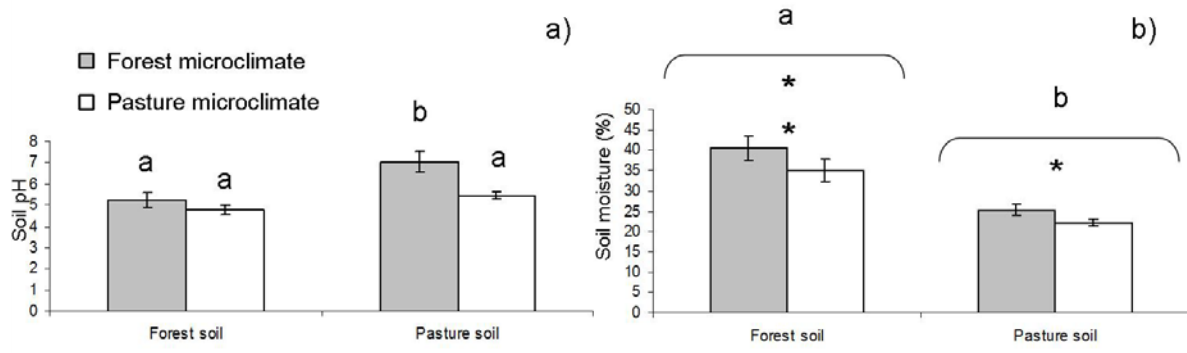 a)
Forest microclimate
Pasture microclimate
Soil pH
8
7
6
5
4
3
2
1
0
a
a
b
a
Forest soil
Pasture soil
b)
a
*
*
b
*
Soil moisture (%)
50
45
40
35
30
25
20
15
10
5
0
Forest soil
Pasture soil